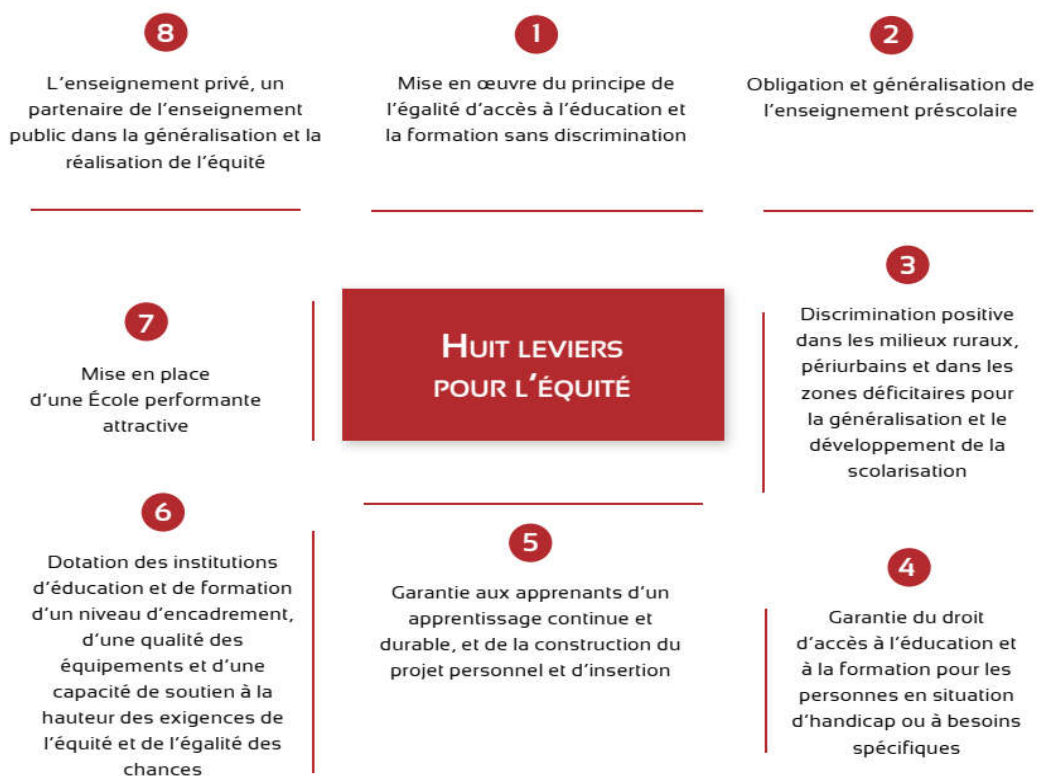 8
L'enseignement privé, un
partenaire de l'enseignement
public dans la généralisation et la
réalisation de l'équité
1
Mise en œuvre du principe de
l'égalité d'accès à l'éducation et
la formation sans discrimination
2
Obligation et généralisation de
l'enseignement préscolaire
3
Discrimination positive
dans les milieux ruraux,
périurbains et dans les
zones déficitaires pour
la généralisation et le
développement de la
scolarisation
7
Mise en place
d'une École performante
attractive
HUIT LEVIERS
POUR L'ÉQUITÉ
6
Dotation des institutions
d'éducation et de formation
d'un niveau d'encadrement,
d'une qualité des
équipements et d'une
capacité de soutien à la
hauteur des exigences de
l'équité et de l'égalité des
chances
5
Garantie aux apprenants d'un
apprentissage continue et
durable, et de la construction du
projet personnel et d'insertion
4
Garantie du droit
d'accès à l'éducation et
à la formation pour les
personnes en situation
d'handicap ou à besoins
spécifiques